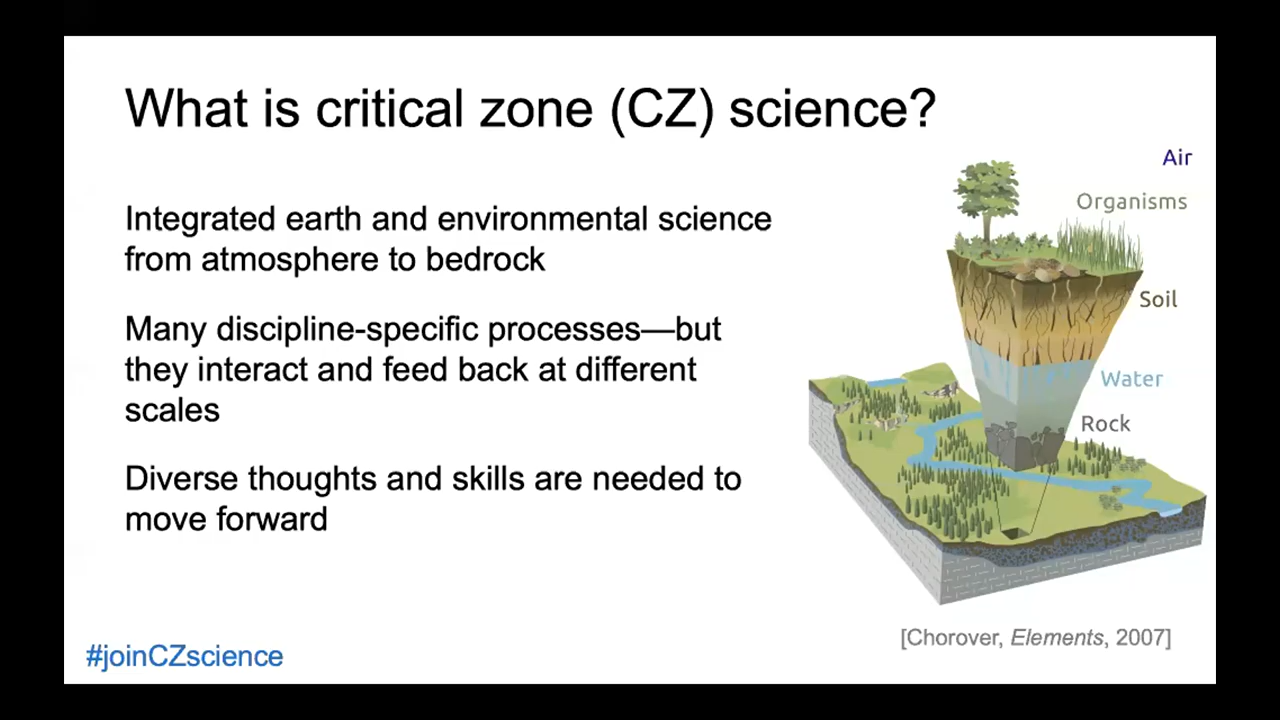 What is critical zone (CZ) science?
Integrated earth and environmental science
from atmosphere to bedrock
Many discipline-specific processes—but
they interact and feed back at different
scales
Diverse thoughts and skills are needed to
move forward
Air
Organisms
Soil
Water
Rock
[Chorover, Elements, 2007]
#joinCZscience